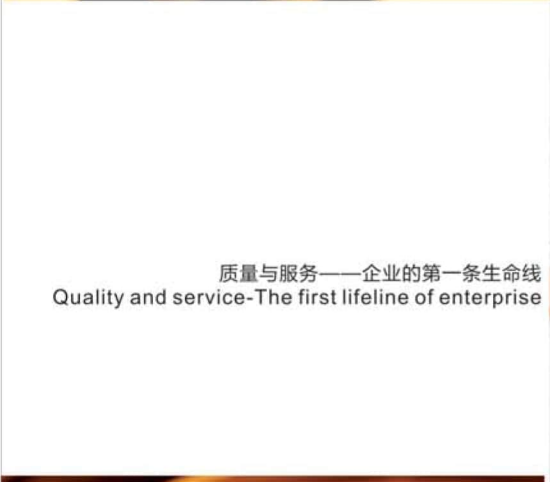 质量与服务——企业的第一条生命线
Quality and service-The first lifeline of enterprise